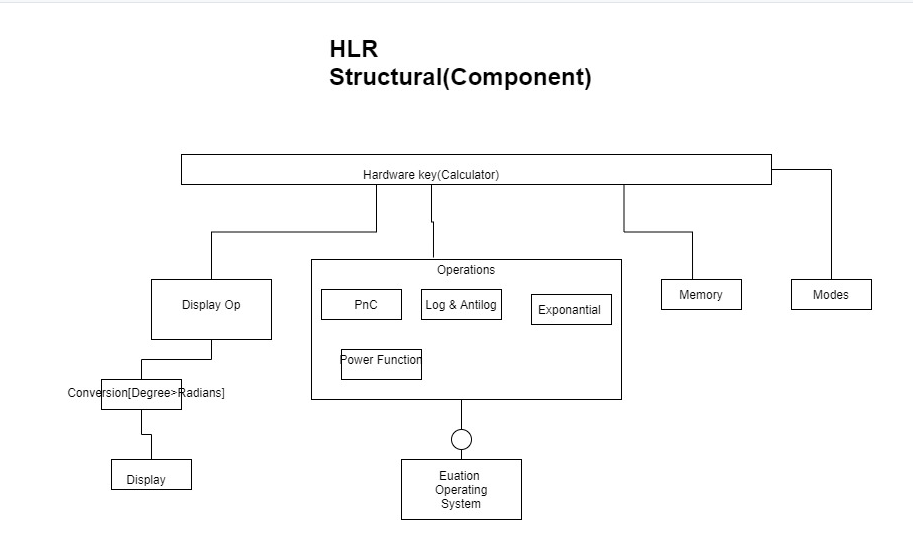 HLR
Structural(Component)
Hardware key(Calculator)
Operations
Display Op
PnC
Log & Antilog
Exponantial
Memory
Modes
Power Function
Conversion[Degree>Radians]
Display
Euation
Operating
System